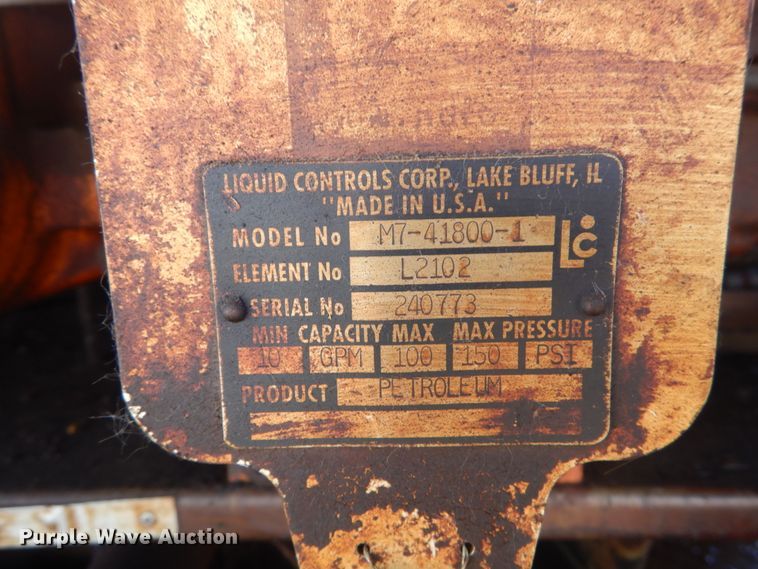 LIQUID CONTROLS CORP., LAKE BLUFF, IL
"MADE IN U.S.A."
MODEL No M7-41800-1
Lc
ELEMENT No L2102
SERIAL No 240773
MIN CAPACITY MAX MAX PRESSURE
10 GPM 100 150 PSI
PRODUCT PETROLEUM
Purple Wave Auction